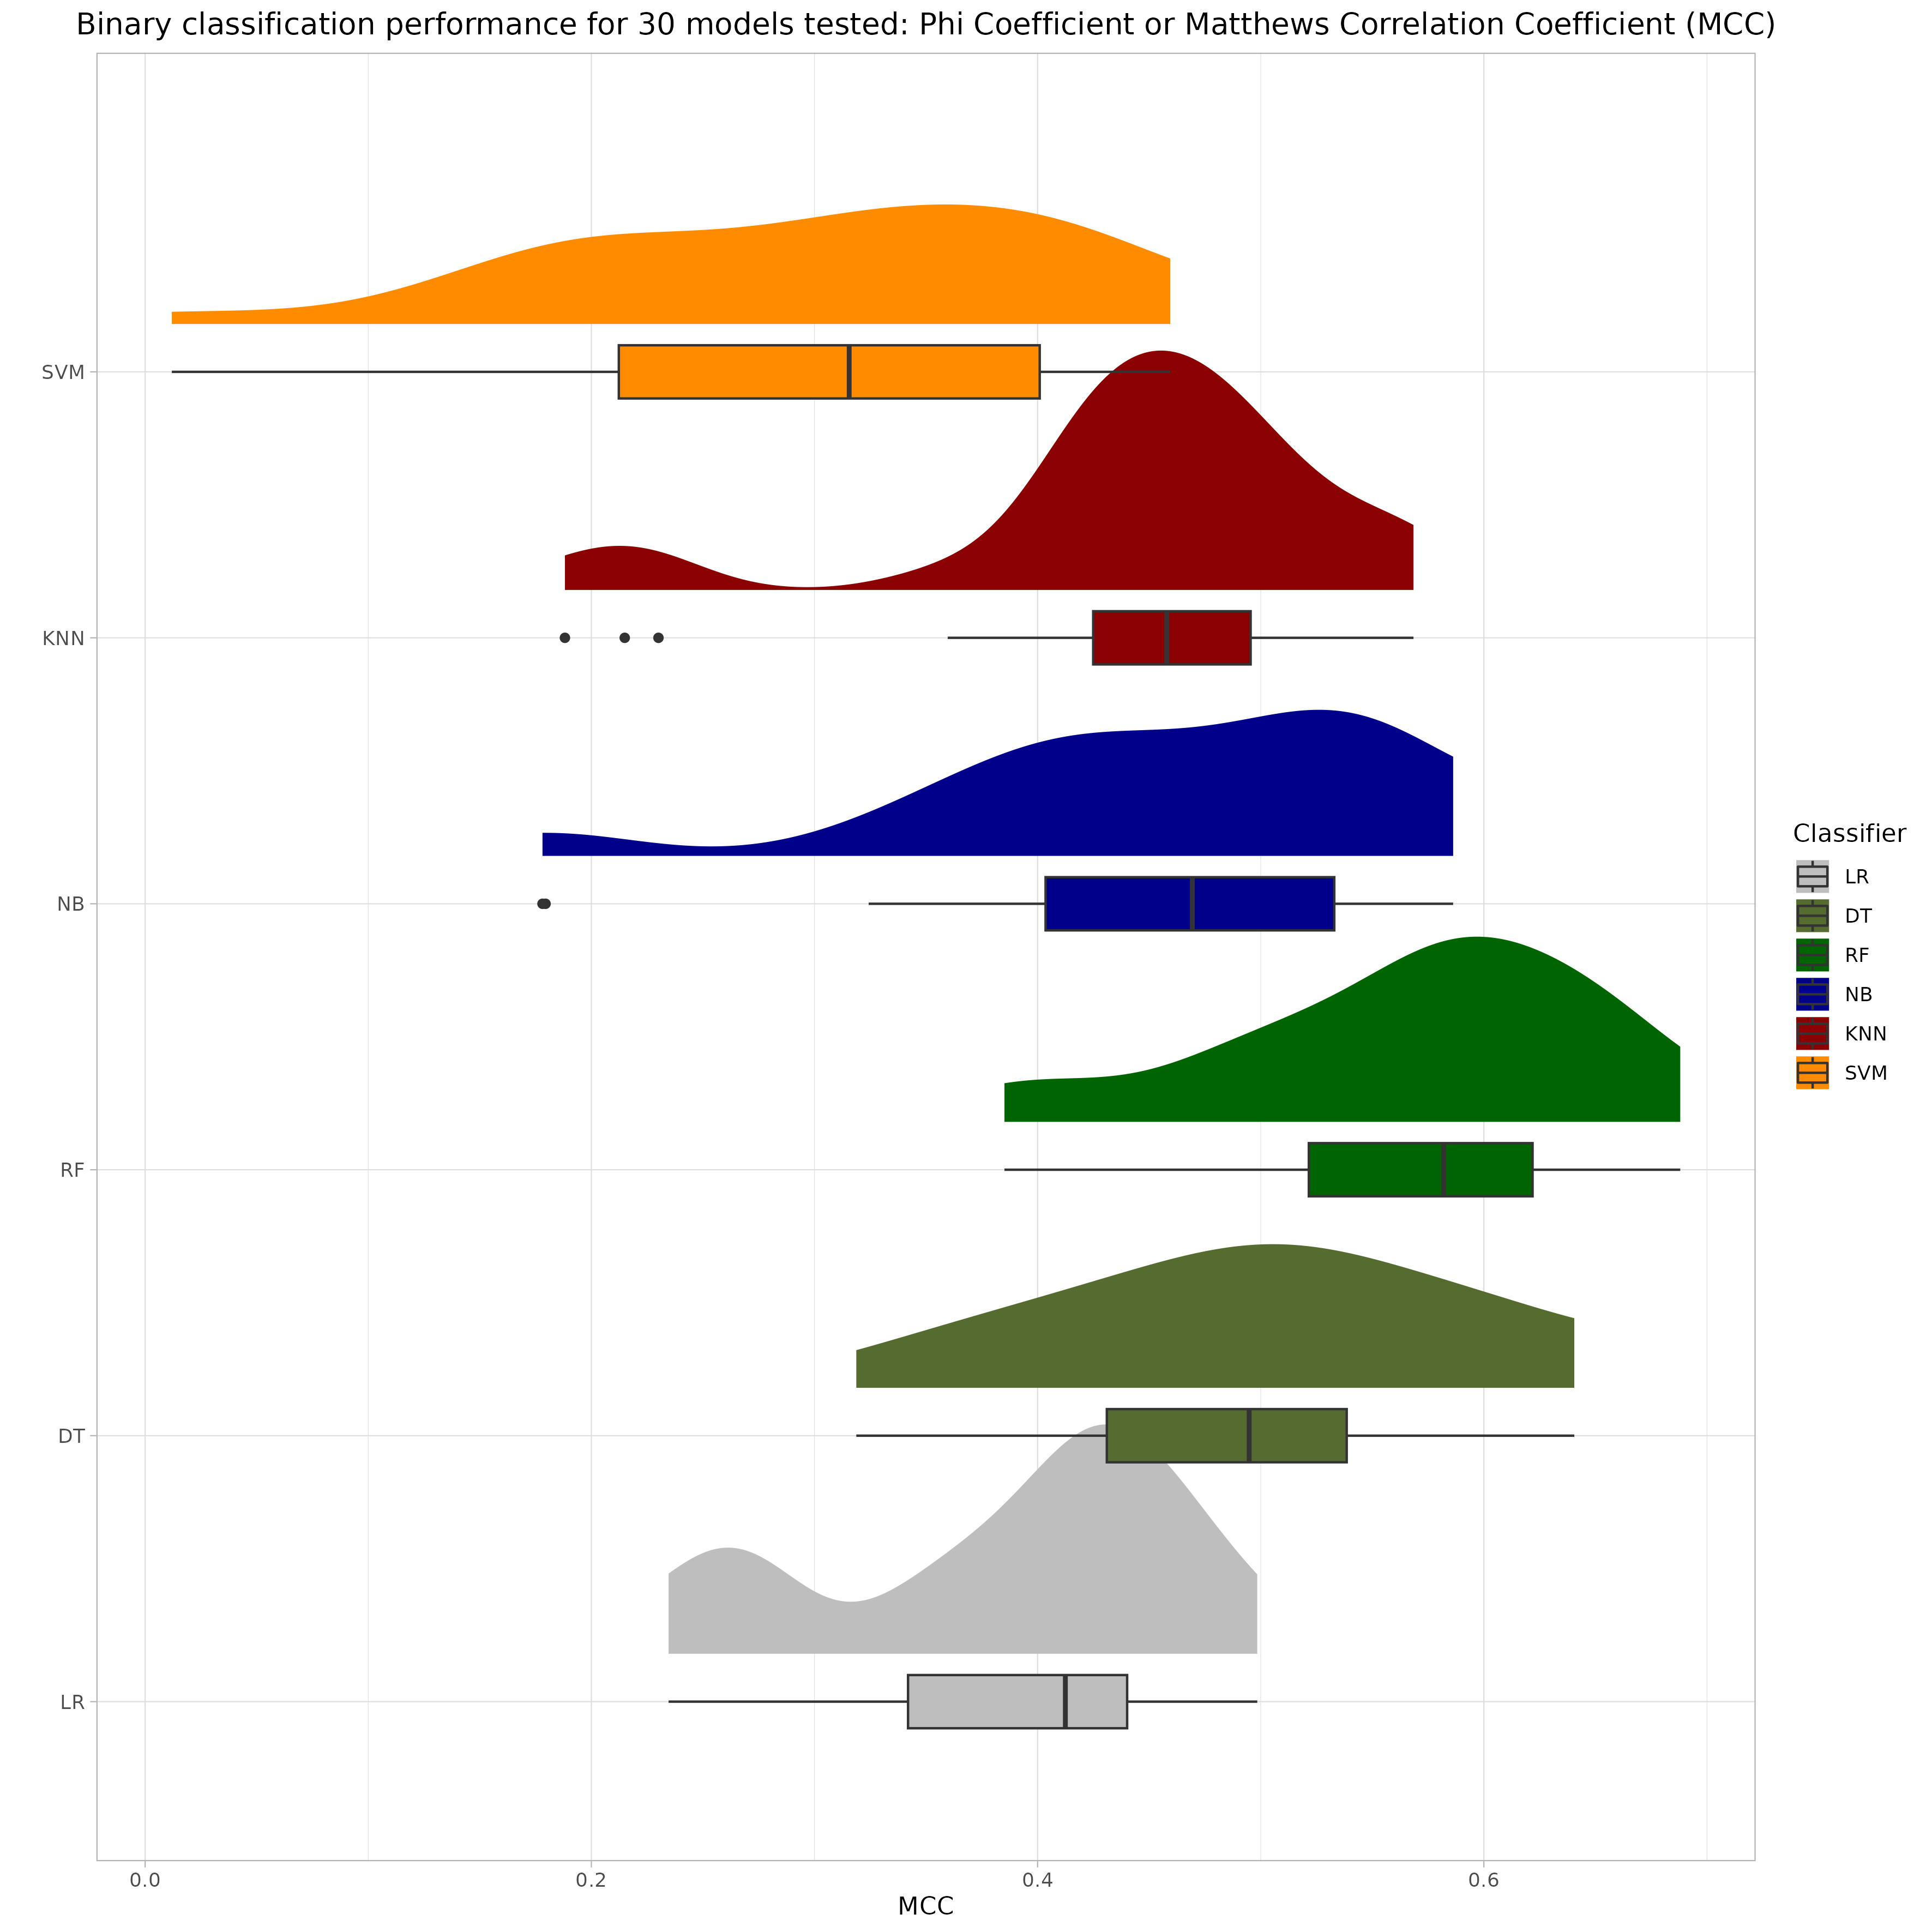 Binary classification performance for 30 models tested: Phi Coefficient or Matthews Correlation Coefficient (MCC)
SVM
KNN
NB
RF
DT
LR
0.0
0.2
0.4
0.6
MCC
Classifier
LR
DT
RF
NB
KNN
SVM